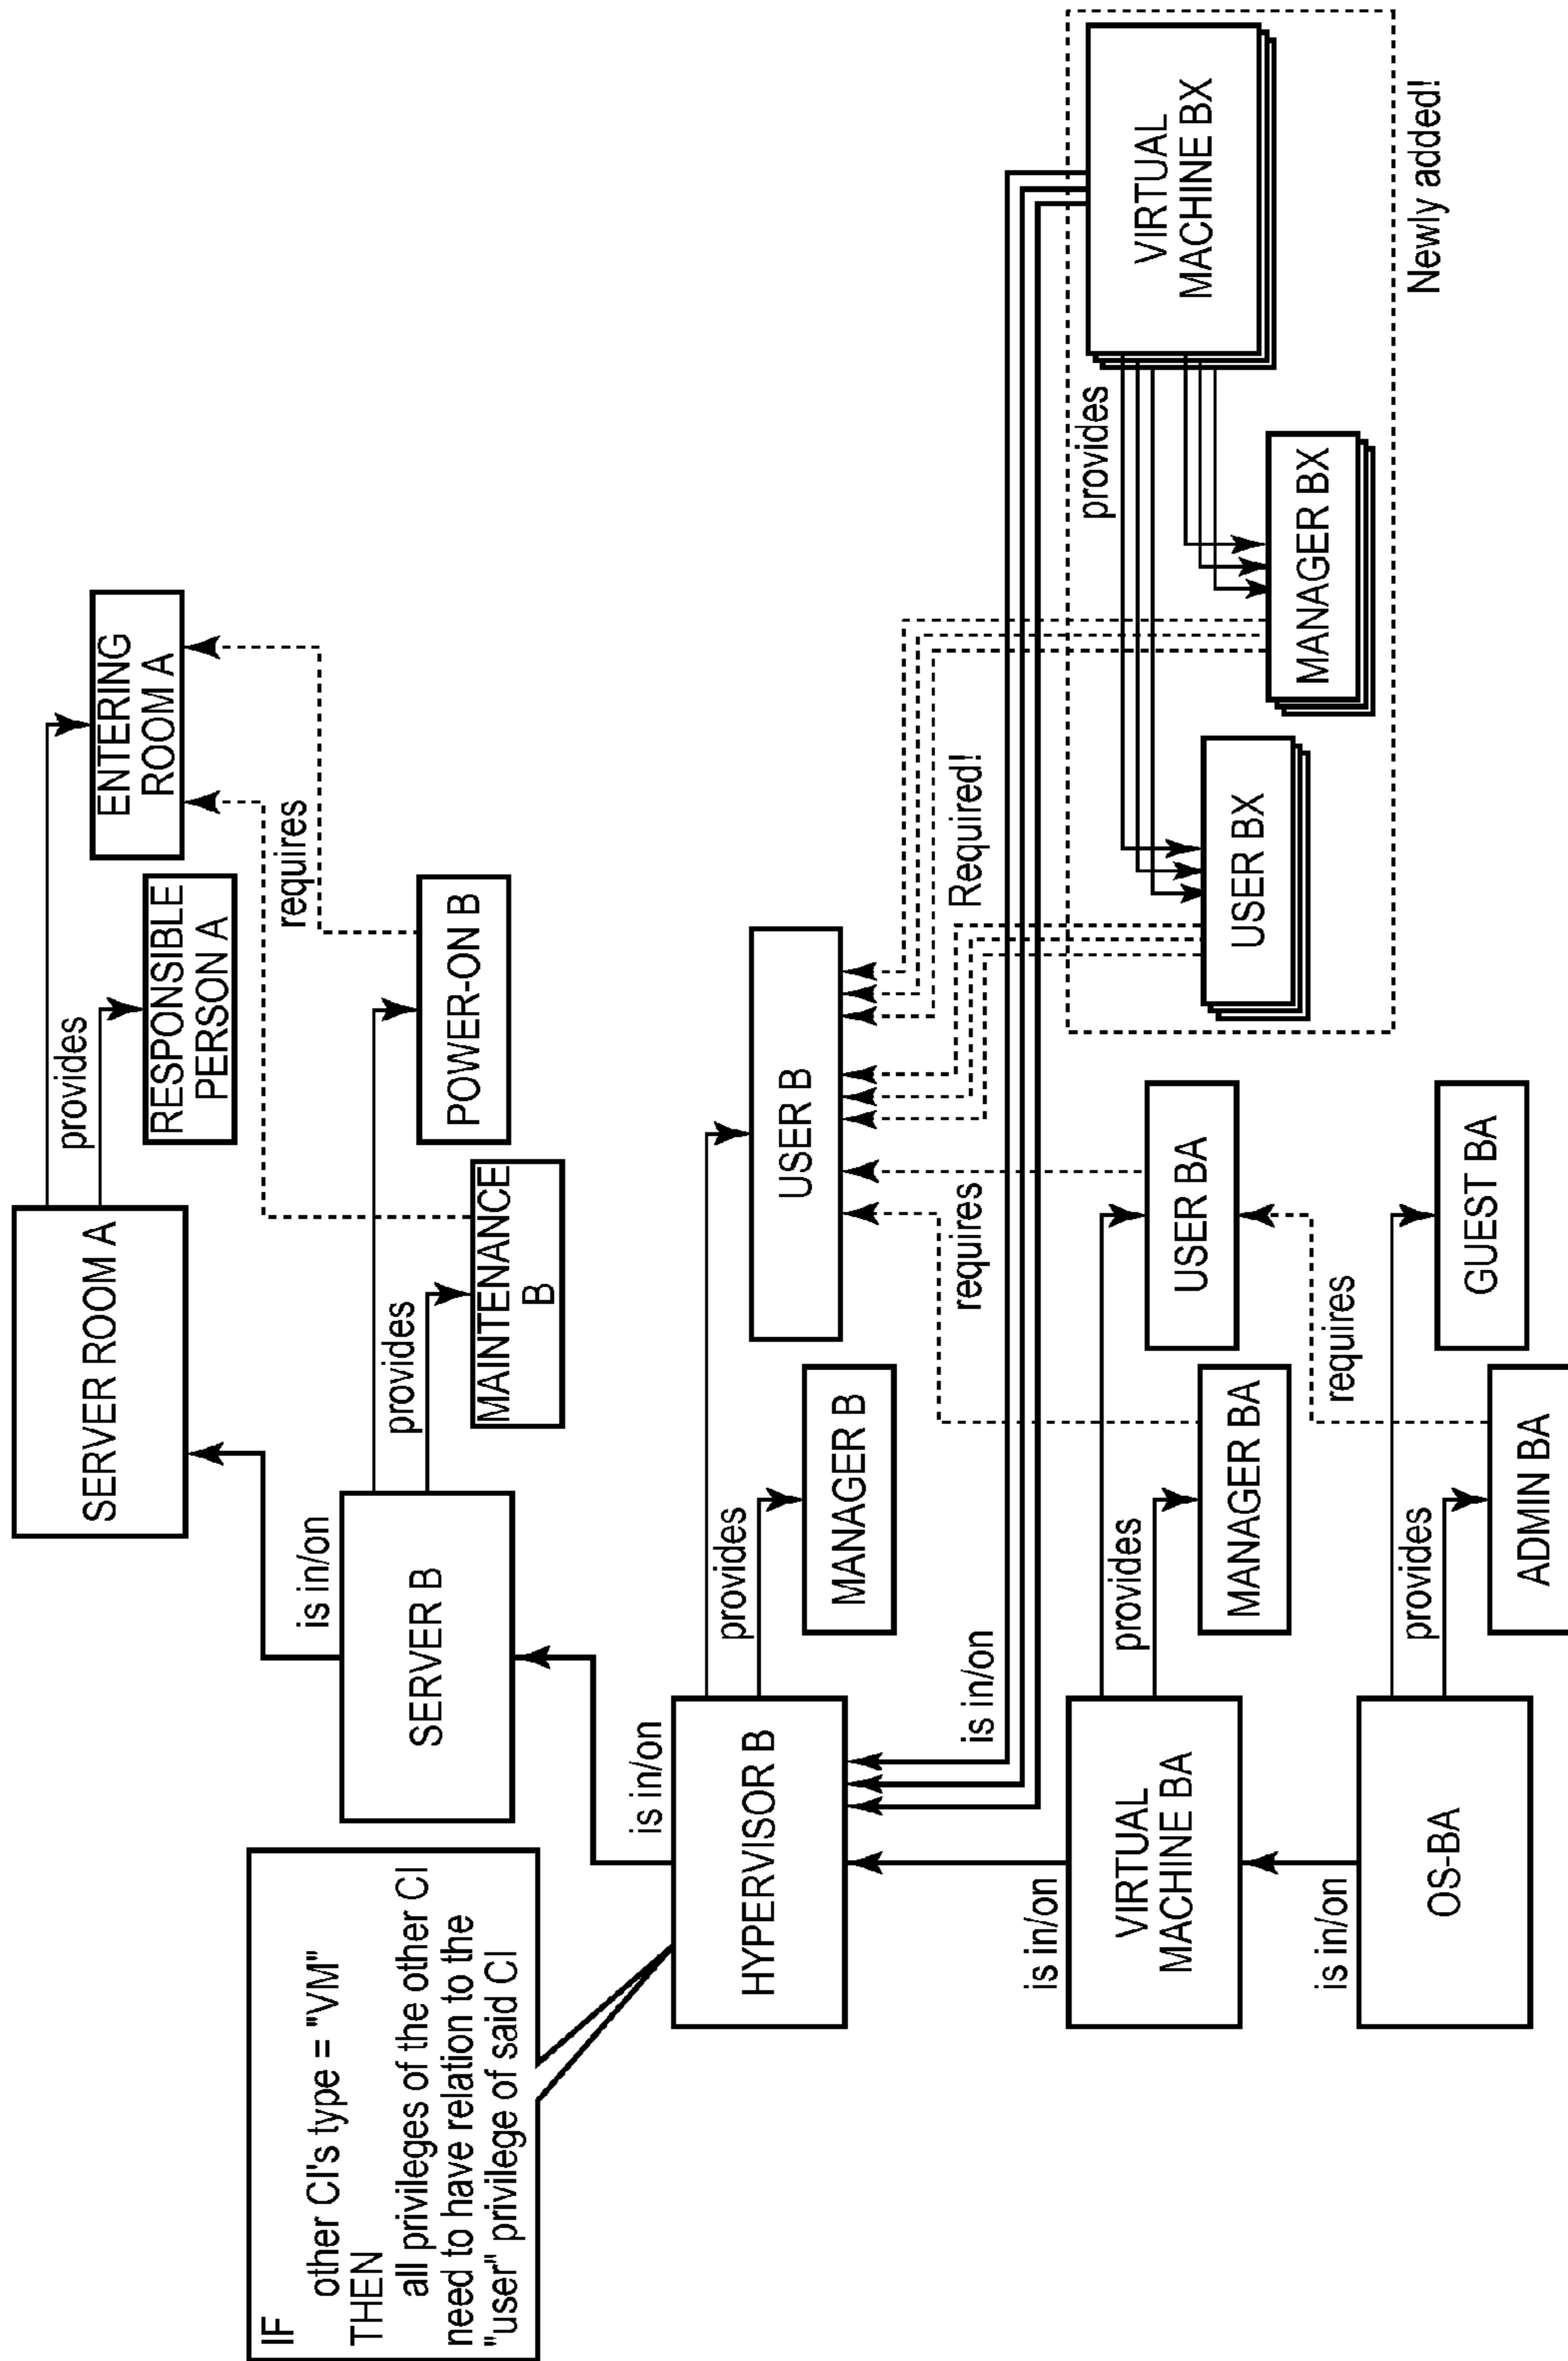 IF
other CI's type = "VM"
THEN
all privileges of the other CI
need to have relation to the
"user" privilege of said CI
SERVER ROOM A
provides
RESPONSIBLE
PERSON A
ENTERING
ROOM A
is in/on
SERVER B
provides
MAINTENANCE
B
POWER-ON B
requires
is in/on
HYPERVISOR B
provides
MANAGER B
USER B
is in/on
requires
Required!
is in/on
VIRTUAL
MACHINE BA
provides
MANAGER BA
USER BA
USER BX
MANAGER BX
provides
VIRTUAL
MACHINE BX
Newly added!
requires
is in/on
OS-BA
provides
ADMIN BA
GUEST BA